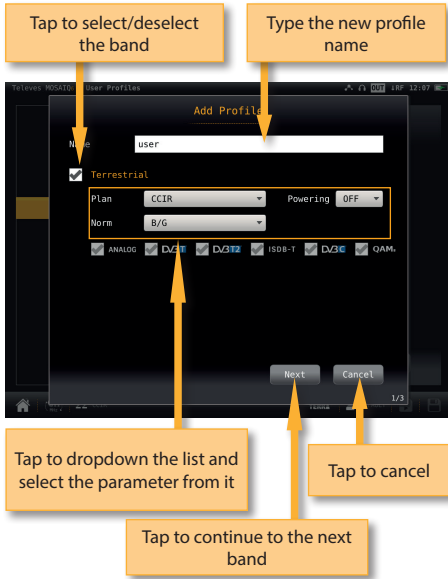 Tap to select/deselect
the band
Type the new profile
name
Televes MOSAIQ6 User Profiles
OUT RF 12:07
Add Profile
user
Terrestrial
Plan CCIR Powering OFF
Norm B/G
ANALOG DVB T DVB T2 ISDB-T DVB C QAM
Next Cancel
1/3
Tap to dropdown the list and
select the parameter from it
Tap to cancel
Tap to continue to the next
band